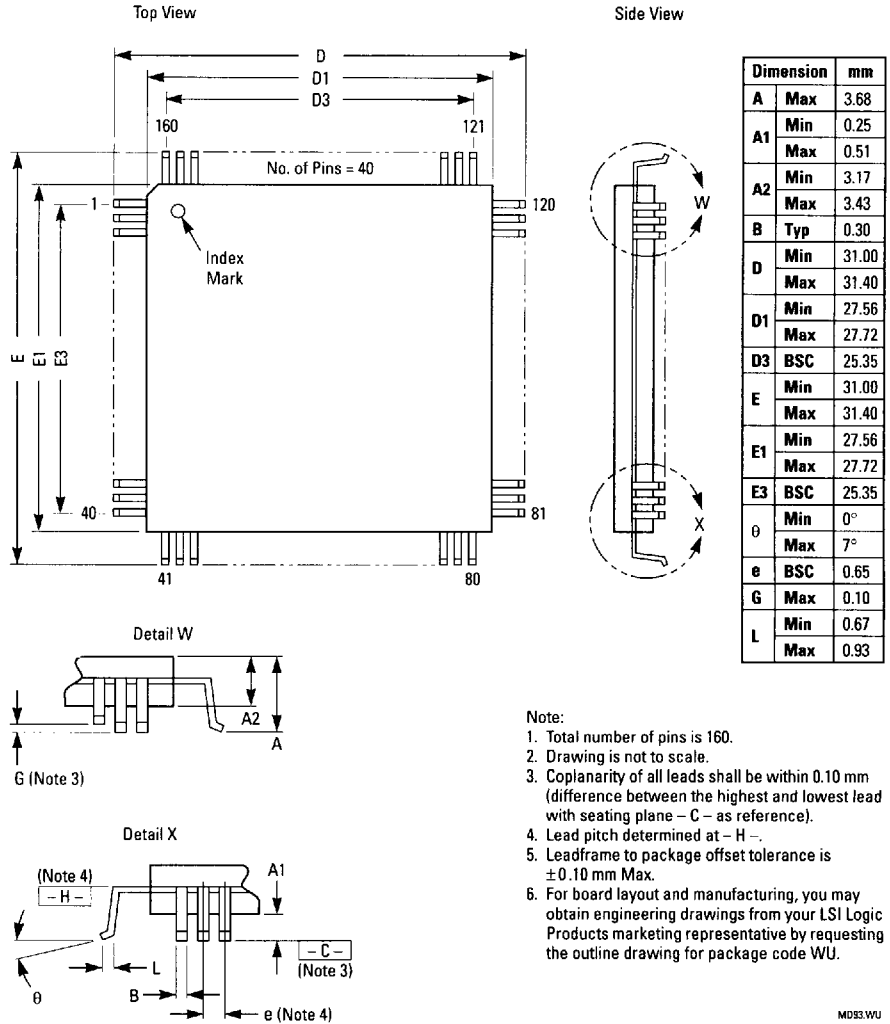 Top View
Side View
D
D1
D3
160
121
No. of Pins = 40
1
120
Index
Mark
E
E1
E3
40
81
41
80
W
X
Dimension mm
A Max 3.68
A1 Min 0.25
Max 0.51
A2 Min 3.17
Max 3.43
B Typ 0.30
D Min 31.00
Max 31.40
D1 Min 27.56
Max 27.72
D3 BSC 25.35
E Min 31.00
Max 31.40
E1 Min 27.56
Max 27.72
E3 BSC 25.35
θ Min 0°
Max 7°
e BSC 0.65
G Max 0.10
L Min 0.67
Max 0.93
Detail W
A2
A
G (Note 3)
Detail X
(Note 4)
– H –
A1
– C –
(Note 3)
L
θ
B
e (Note 4)
Note:
1. Total number of pins is 160.
2. Drawing is not to scale.
3. Coplanarity of all leads shall be within 0.10 mm
(difference between the highest and lowest lead
with seating plane – C – as reference).
4. Lead pitch determined at – H –.
5. Leadframe to package offset tolerance is
±0.10 mm Max.
6. For board layout and manufacturing, you may
obtain engineering drawings from your LSI Logic
Products marketing representative by requesting
the outline drawing for package code WU.
MD93.WU